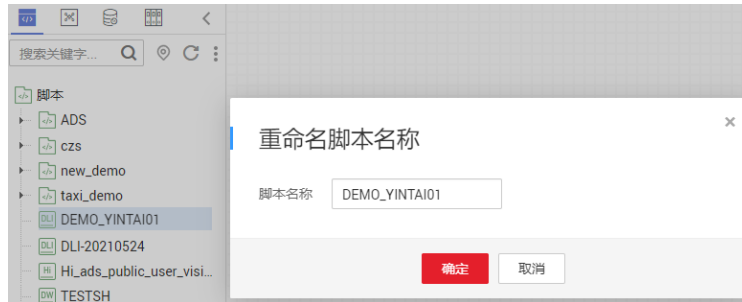 搜索关键字...
脚本
ADS
czs
new_demo
taxi_demo
DLI DEMO_YINTAI01
DLI DLI-20210524
HI Hi_ads_public_user_visi...
DW TESTSH
重命名脚本名称
脚本名称 DEMO_YINTAI01
确定 取消